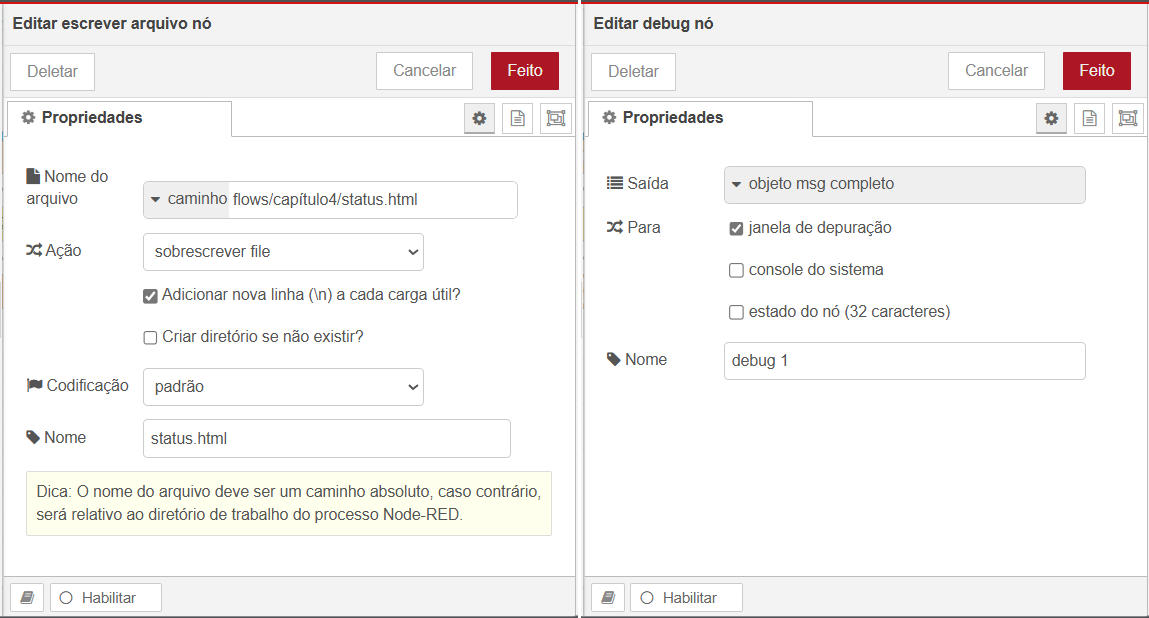 Editar escrever arquivo nó
Deletar
Cancelar
Feito
Propriedades
Nome do
arquivo
caminho
flows/capítulo4/status.html
Ação
sobrescrever file
Adicionar nova linha (\n) a cada carga útil?
Criar diretório se não existir?
Codificação
padrão
Nome
status.html
Dica: O nome do arquivo deve ser um caminho absoluto, caso contrário,
será relativo ao diretório de trabalho do processo Node-RED.
Habilitar
Editar debug nó
Deletar
Cancelar
Feito
Propriedades
Saída
objeto msg completo
Para
janela de depuração
console do sistema
estado do nó (32 caracteres)
Nome
debug 1
Habilitar